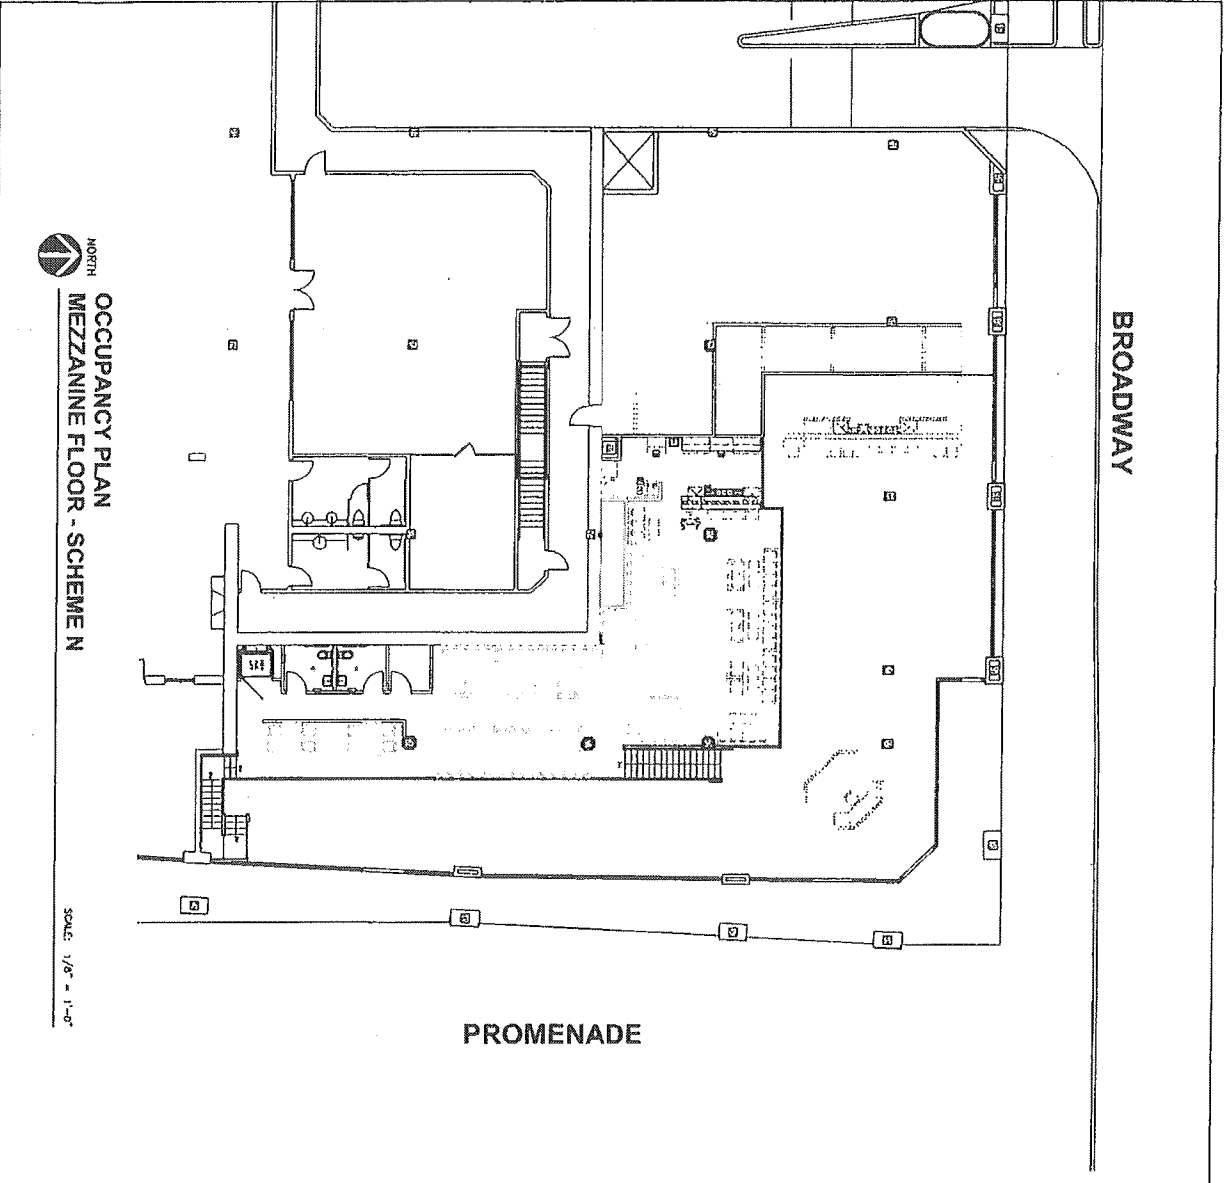 BROADWAY
NORTH
OCCUPANCY PLAN
MEZZANINE FLOOR - SCHEME N
SCALE: 1/8" = 1'-0"
PROMENADE